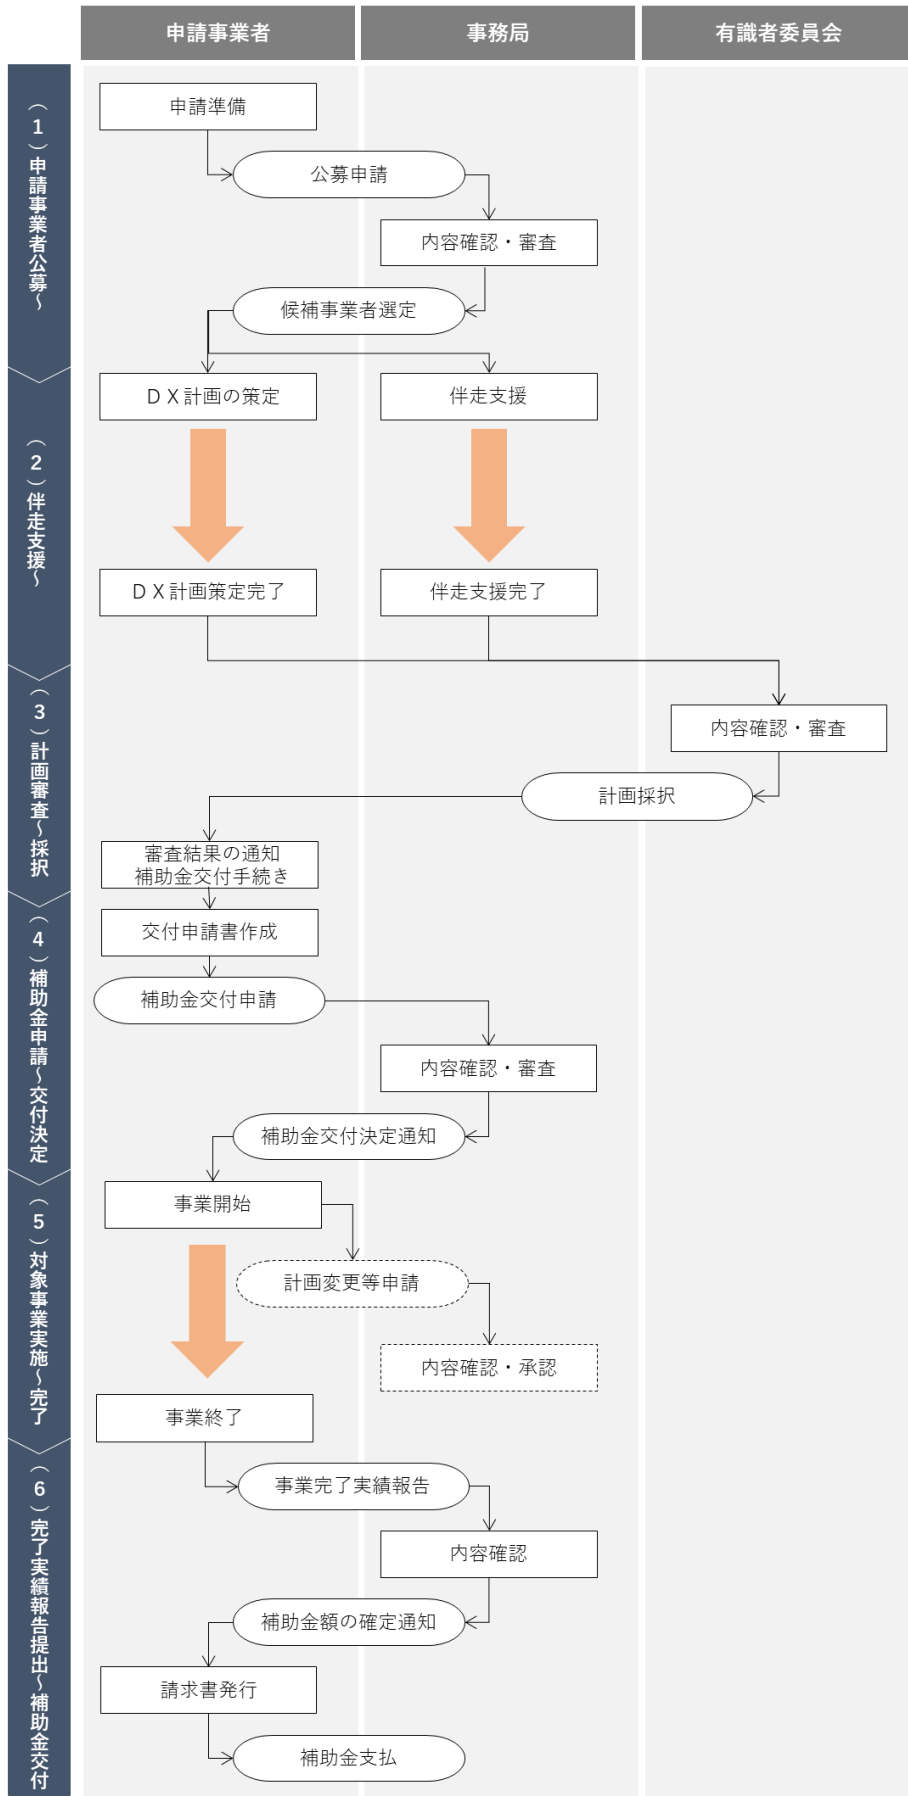 申請事業者
事務局
有識者委員会
（1）申請事業者公募～
申請準備
公募申請
内容確認・審査
候補事業者選定
ＤＸ計画の策定
伴走支援
（2）伴走支援～
ＤＸ計画策定完了
伴走支援完了
（3）計画審査～採択
内容確認・審査
計画採択
審査結果の通知
補助金交付手続き
（4）補助金申請～交付決定
交付申請書作成
補助金交付申請
内容確認・審査
補助金交付決定通知
（5）対象事業実施～完了
事業開始
計画変更等申請
内容確認・承認
事業終了
（6）完了実績報告提出～補助金交付
事業完了実績報告
内容確認
補助金額の確定通知
請求書発行
補助金支払